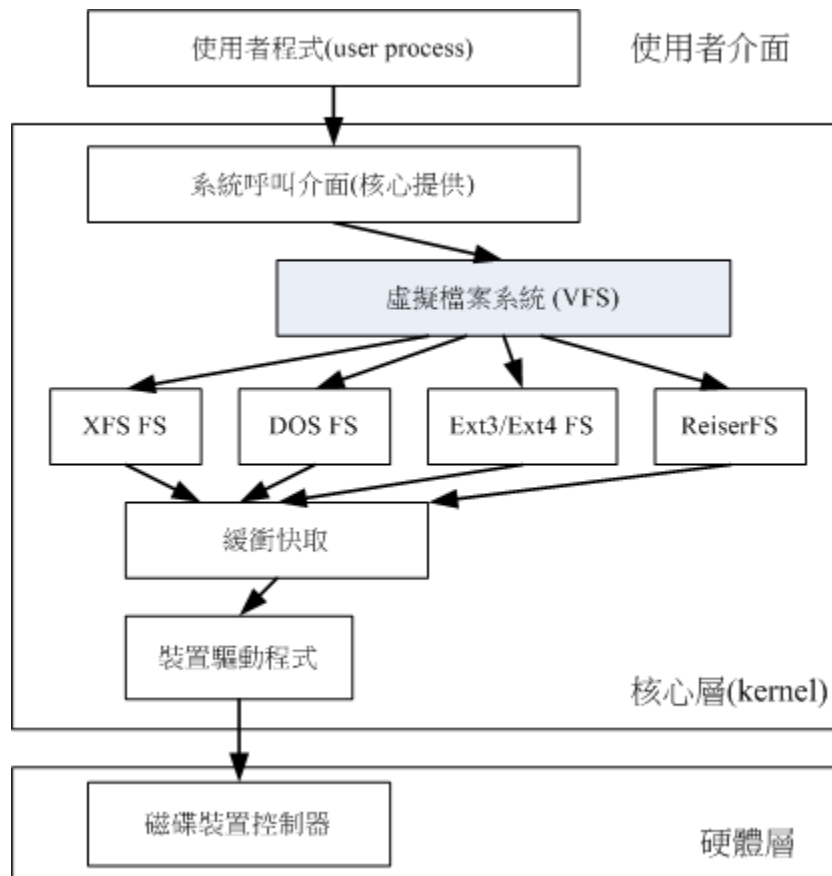 使用者程式(user process)
使用者介面
系統呼叫介面(核心提供)
虛擬檔案系統 (VFS)
XFS FS
DOS FS
Ext3/Ext4 FS
ReiserFS
緩衝快取
裝置驅動程式
核心層(kernel)
磁碟裝置控制器
硬體層